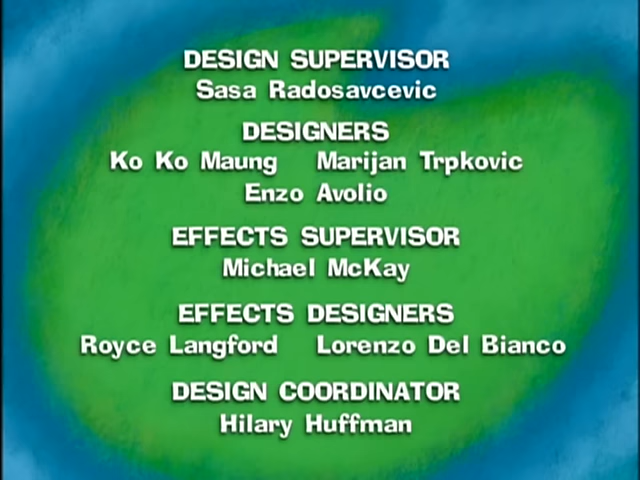 DESIGN SUPERVISOR
Sasa Radosavcevic
DESIGNERS
Ko Ko Maung Marijan Trpkovic
Enzo Avolio
EFFECTS SUPERVISOR
Michael McKay
EFFECTS DESIGNERS
Royce Langford Lorenzo Del Bianco
DESIGN COORDINATOR
Hilary Huffman